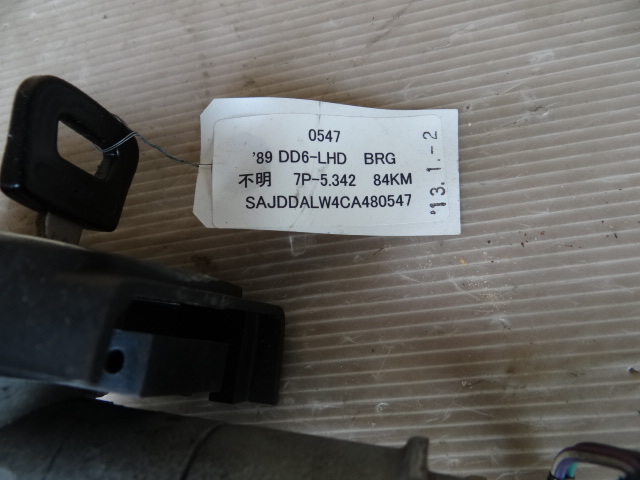 0547
'89 DD6-LHD BRG
不明 7P-5.342 84KM
SAJDDALW4CA480547
'13.1.-2